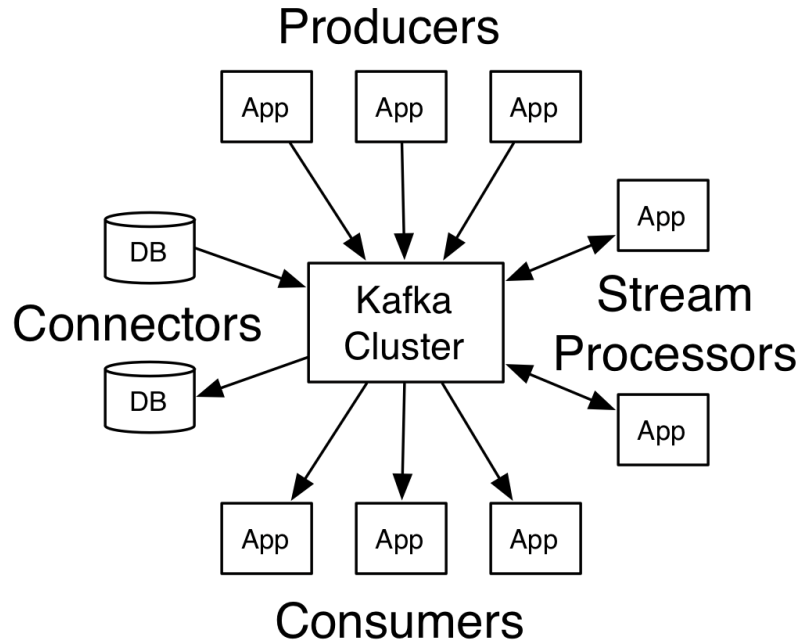 Producers
App
App
App
App
DB
Kafka
Cluster
Stream
Processors
Connectors
DB
App
App
App
App
Consumers